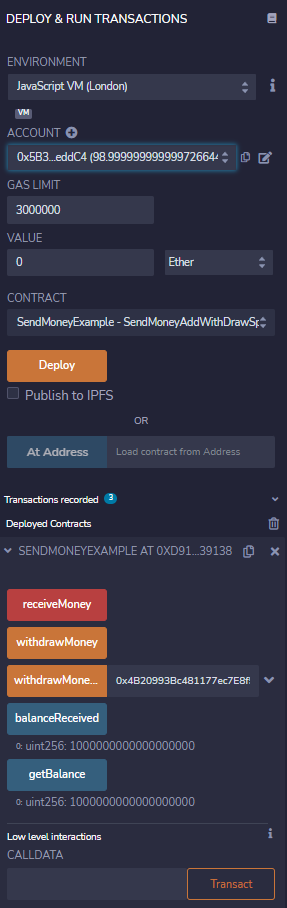 DEPLOY & RUN TRANSACTIONS
ENVIRONMENT
JavaScript VM (London)
VM
ACCOUNT
0x5B3...eddC4 (98.9999999999972664
GAS LIMIT
3000000
VALUE
0 Ether
CONTRACT
SendMoneyExample - SendMoneyAddWithDrawSp
Deploy
Publish to IPFS
OR
At Address Load contract from Address
Transactions recorded 3
Deployed Contracts
SENDMONEYEXAMPLE AT 0XD91...39138
receiveMoney
withdrawMoney
withdrawMone... 0x4B20993Bc481177ec7E8f
balanceReceived
0: uint256: 1000000000000000000
getBalance
0: uint256: 1000000000000000000
Low level interactions
CALLDATA
Transact